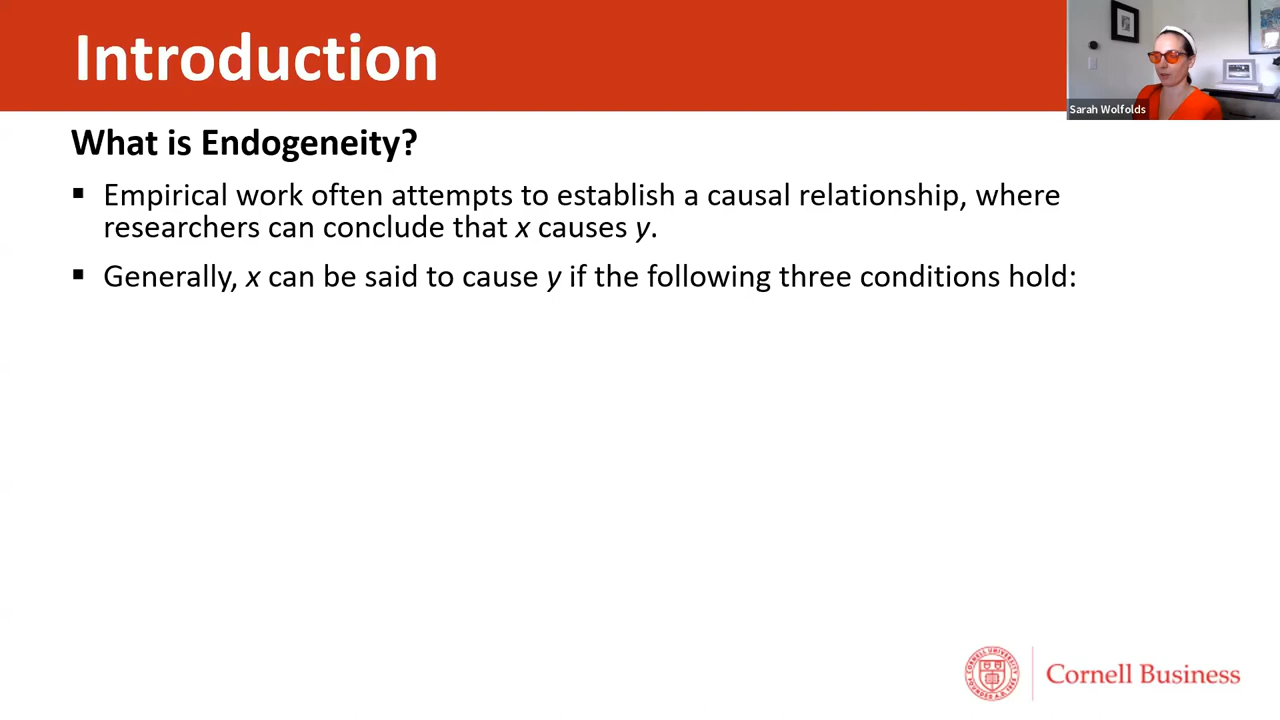 Introduction
Sarah Wolfolds
What is Endogeneity?
▪ Empirical work often attempts to establish a causal relationship, where
researchers can conclude that x causes y.
▪ Generally, x can be said to cause y if the following three conditions hold:
Cornell Business